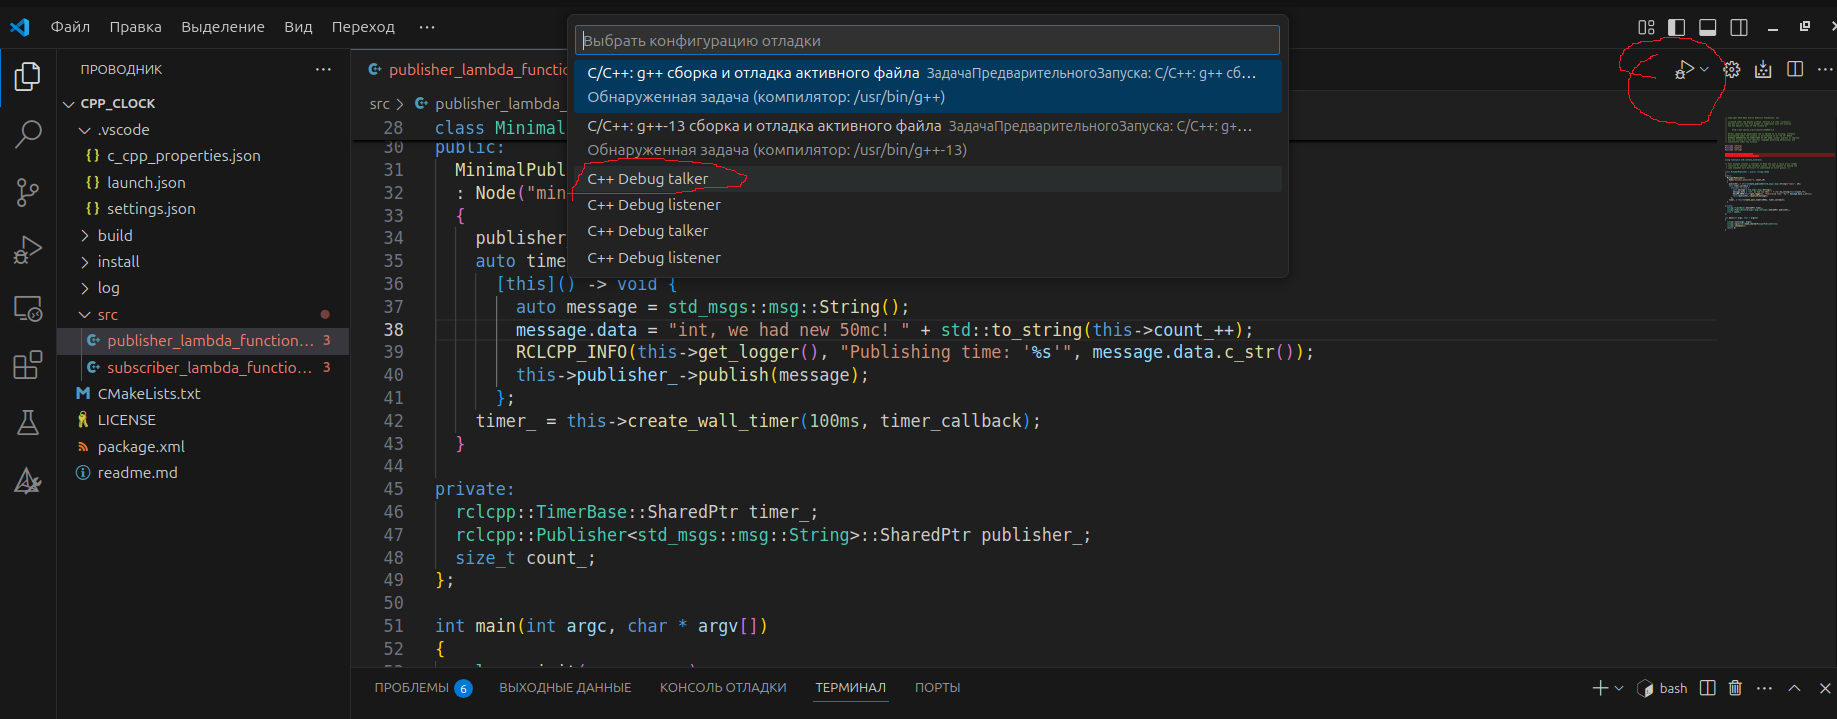 Файл Правка Выделение Вид Переход ...
Выбрать конфигурацию отладки
C/C++: g++ сборка и отладка активного файла ЗадачаПредварительногоЗапуска: C/C++: g++ сб...
Обнаруженная задача (компилятор: /usr/bin/g++)
C/C++: g++-13 сборка и отладка активного файла ЗадачаПредварительногоЗапуска: C/C++: g+...
Обнаруженная задача (компилятор: /usr/bin/g++-13)
C++ Debug talker
C++ Debug listener
C++ Debug talker
C++ Debug listener
ПРОВОДНИК ...
CPP_CLOCK
.vscode
{} c_cpp_properties.json
{} launch.json
{} settings.json
build
install
log
src
publisher_lambda_function... 3
subscriber_lambda_functio... 3
CMakeLists.txt
LICENSE
package.xml
readme.md
publisher_lambda_functio
src > publisher_lambda_
28 class Minimal
30 public:
31 MinimalPubl
32 : Node("min
33 {
34 publisher_
35 auto time
36 [this]() -> void {
37 auto message = std_msgs::msg::String();
38 message.data = "int, we had new 50mc! " + std::to_string(this->count_++);
39 RCLCPP_INFO(this->get_logger(), "Publishing time: '%s'", message.data.c_str());
40 this->publisher_->publish(message);
41 };
42 timer_ = this->create_wall_timer(100ms, timer_callback);
43 }
44
45 private:
46 rclcpp::TimerBase::SharedPtr timer_;
47 rclcpp::Publisher<std_msgs::msg::String>::SharedPtr publisher_;
48 size_t count_;
49 };
50
51 int main(int argc, char * argv[])
52 {
ПРОБЛЕМЫ 6 ВЫХОДНЫЕ ДАННЫЕ КОНСОЛЬ ОТЛАДКИ ТЕРМИНАЛ ПОРТЫ
bash